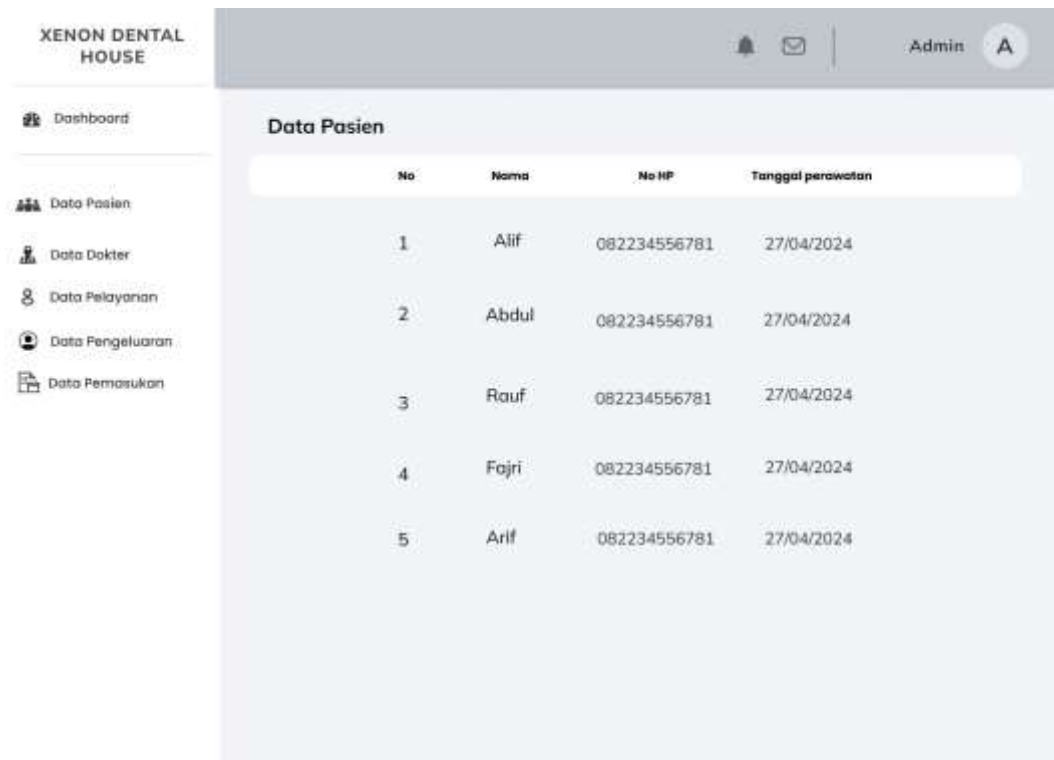 XENON DENTAL
HOUSE
Admin A
Dashboard
Data Pasien
Data Dokter
Data Pelayanan
Data Pengeluaran
Data Pemasukan
Data Pasien
No Nama No HP Tanggal perawatan
1 Alif 082234556781 27/04/2024
2 Abdul 082234556781 27/04/2024
3 Rauf 082234556781 27/04/2024
4 Fajri 082234556781 27/04/2024
5 Arif 082234556781 27/04/2024